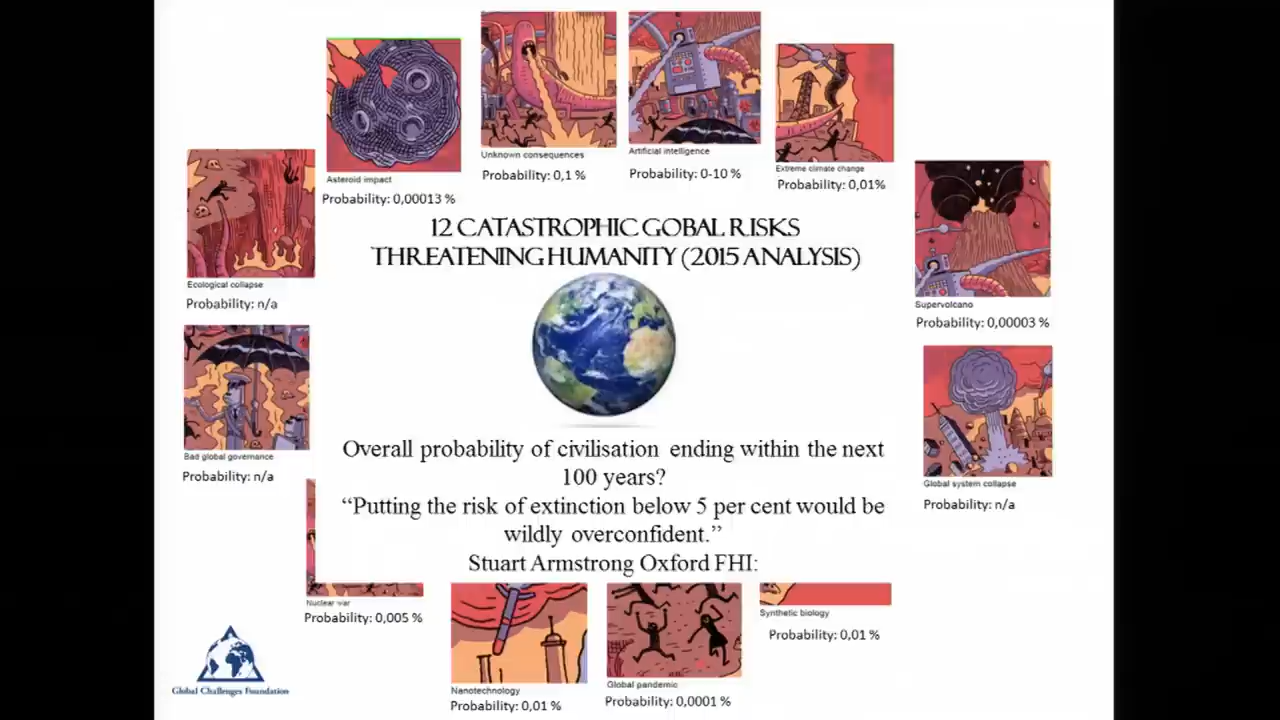 Asteroid impact
Probability: 0,00013 %
Unknown consequences
Probability: 0,1 %
Artificial intelligence
Probability: 0-10 %
Extreme climate change
Probability: 0,01%
12 CATASTROPHIC GOBAL RISKS
THREATENING HUMANITY (2015 ANALYSIS)
Ecological collapse
Probability: n/a
Supervolcano
Probability: 0,00003 %
Bad global governance
Probability: n/a
Global system collapse
Probability: n/a
Overall probability of civilisation ending within the next
100 years?
“Putting the risk of extinction below 5 per cent would be
wildly overconfident.”
Stuart Armstrong Oxford FHI:
Nuclear war
Probability: 0,005 %
Nanotechnology
Probability: 0,01 %
Global pandemic
Probability: 0,0001 %
Synthetic biology
Probability: 0,01 %
Global Challenges Foundation